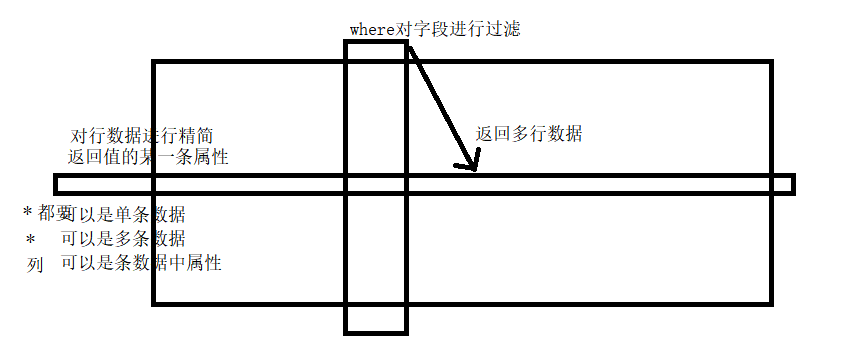 where对字段进行过滤
返回多行数据
对行数据进行精简
返回值的某一条属性
* 都要
可以是单条数据
* 可以是多条数据
列 可以是条数据中属性